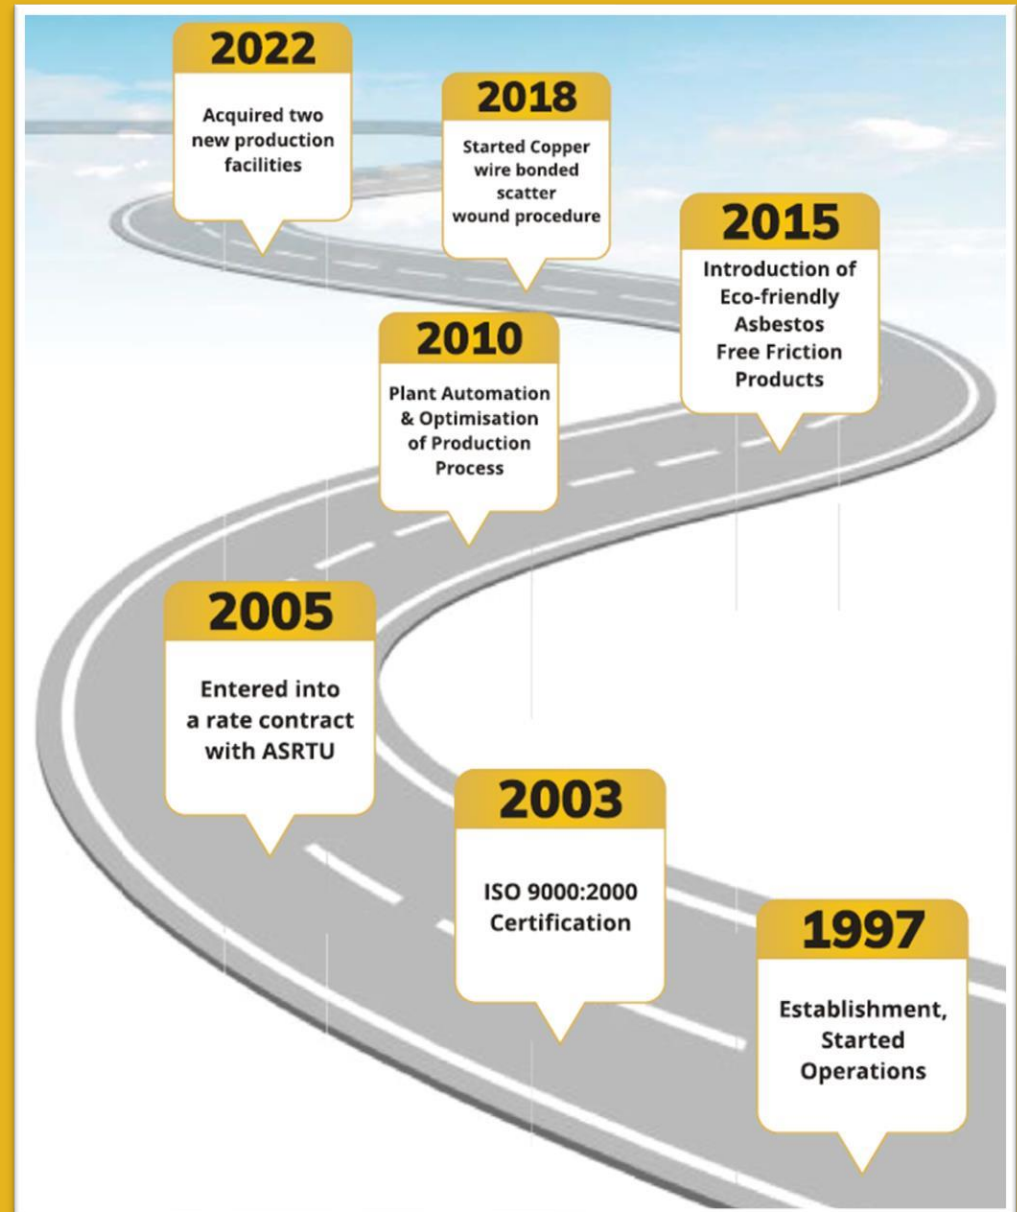 2022
Acquired two
new production
facilities
2018
Started Copper
wire bonded
scatter
wound procedure
2015
Introduction of
Eco-friendly
Asbestos
Free Friction
Products
2010
Plant Automation
& Optimisation
of Production
Process
2005
Entered into
a rate contract
with ASRTU
2003
ISO 9000:2000
Certification
1997
Establishment,
Started
Operations